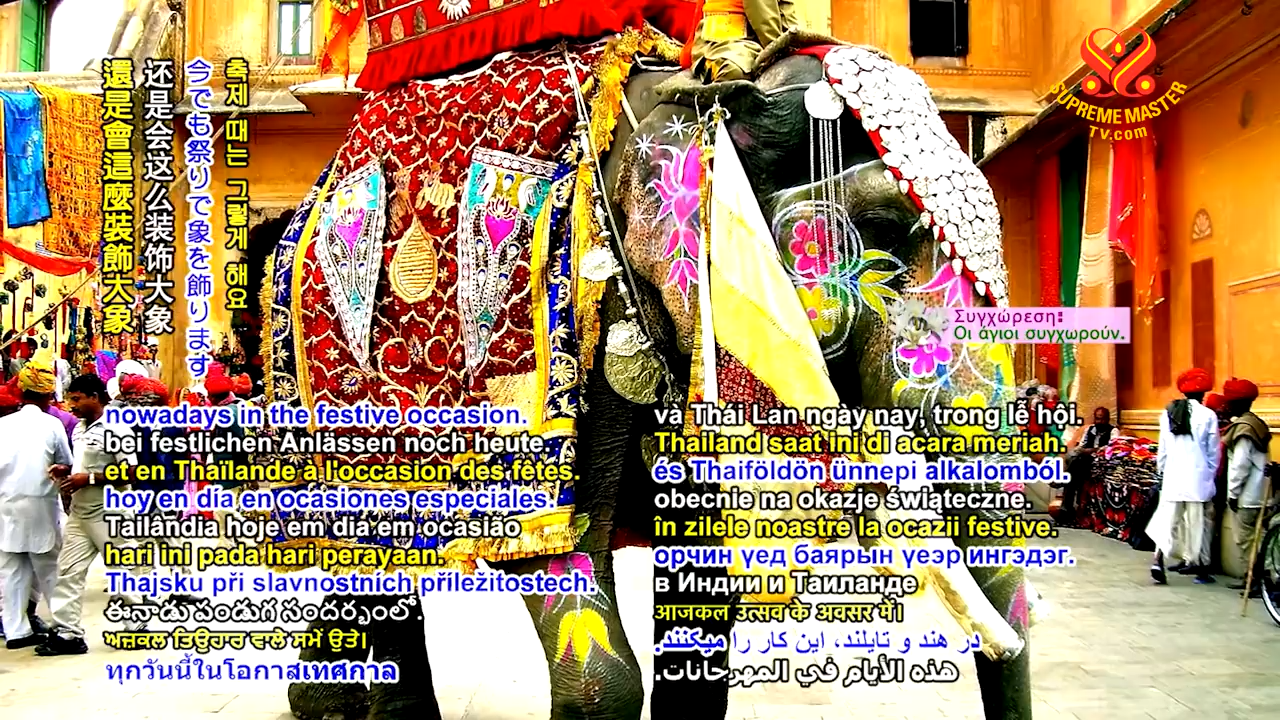 SUPREME MASTER
TV.com
축제 때는 그렇게 해요
今でも祭りで象を飾ります
还是会这么装饰大象
還是會這麼裝飾大象
Συγχώρεση:
Οι άγιοι συγχωρούν.
nowadays in the festive occasion.
bei festlichen Anlässen noch heute
et en Thaïlande à l'occasion des fêtes.
hoy en día en ocasiones especiales.
Tailândia hoje em dia em ocasião
hari ini pada hari perayaan.
Thajsku při slavnostních příležitostech.
ఈనాడు పండుగ సందర్భంలో.
ਅਜ਼ਕਲ ਤਿਉਹਾਰ ਵਾਲੇ ਸਮੇਂ ਉਤੇ।
ทุกวันนี้ในโอกาสเทศกาล
và Thái Lan ngày nay, trong lễ hội.
Thailand saat ini di acara meriah.
és Thaiföldön ünnepi alkalomból.
obecnie na okazje świąteczne.
în zilele noastre la ocazii festive.
орчин үед баярын үеэр ингэдэг.
в Индии и Таиланде
आजकल उत्सव के अवसर में।
در هند و تایلند، این کار را میکنند.
هذه الأيام في المهرجانات.